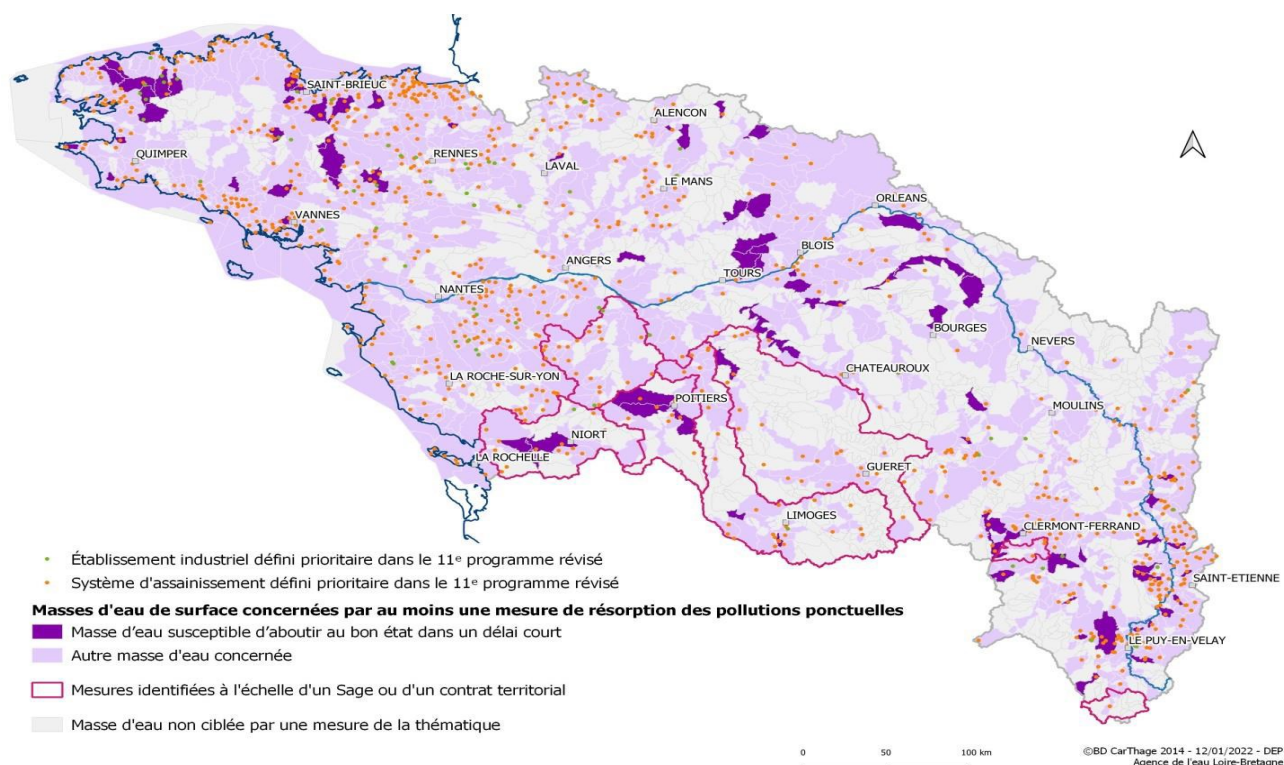 ALENCON
SAINT-BRIEUC
QUIMPER
RENNES
LAVAL
LE MANS
ORLEANS
VANNES
BLOIS
ANGERS
TOURS
NANTES
BOURGES
NEVERS
CHATEAUROUX
LA ROCHE-SUR-YON
POITIERS
MOULINS
NIORT
LA ROCHELLE
GUERET
LIMOGES
CLERMONT-FERRAND
SAINT-ETIENNE
LE PUY-EN-VELAY
Établissement industriel défini prioritaire dans le 11e programme révisé
Système d'assainissement défini prioritaire dans le 11e programme révisé
Masses d'eau de surface concernées par au moins une mesure de résorption des pollutions ponctuelles
Masse d'eau susceptible d'aboutir au bon état dans un délai court
Autre masse d'eau concernée
Mesures identifiées à l'échelle d'un Sage ou d'un contrat territorial
Masse d'eau non ciblée par une mesure de la thématique
0 50 100 km
©BD CarThage 2014 - 12/01/2022 - DEP
Agence de l'eau Loire-Bretagne